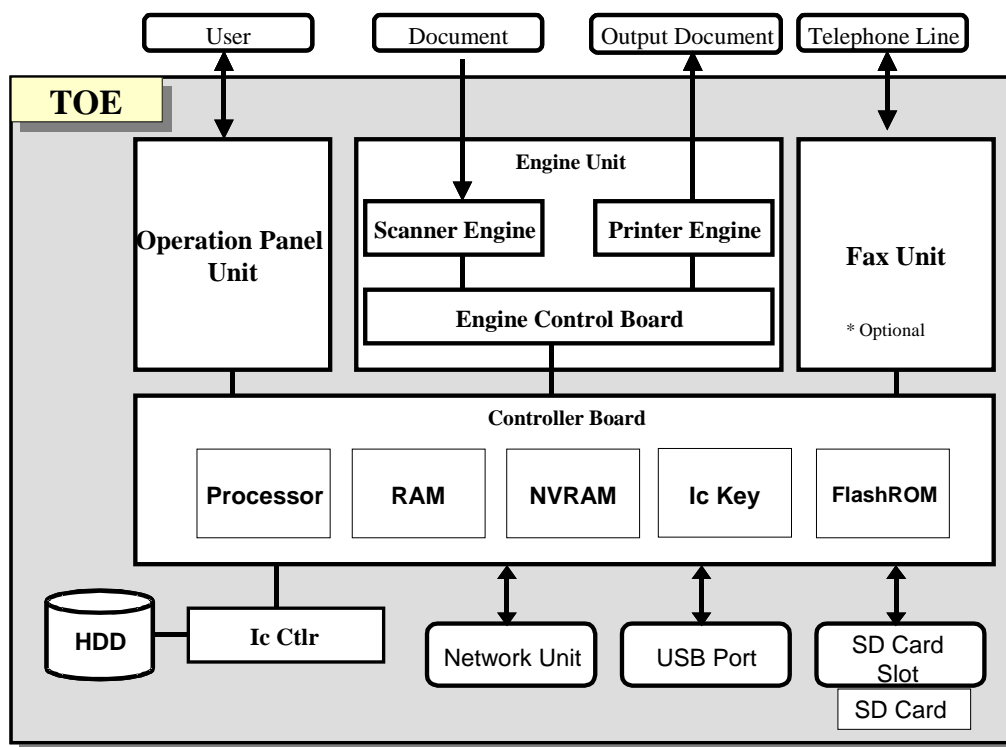 User
Document
Output Document
Telephone Line
TOE
Operation Panel
Unit
Engine Unit
Scanner Engine
Printer Engine
Engine Control Board
Fax Unit
* Optional
Controller Board
Processor
RAM
NVRAM
Ic Key
FlashROM
HDD
Ic Ctlr
Network Unit
USB Port
SD Card
Slot
SD Card